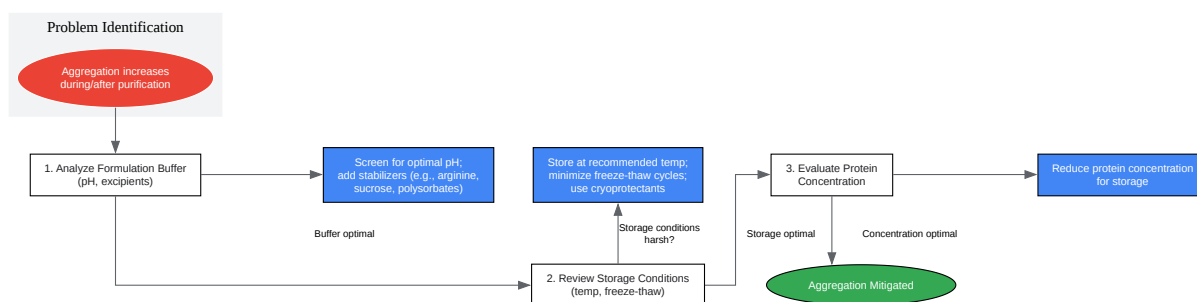 Problem Identification
Aggregation increases
during/after purification
1. Analyze Formulation Buffer
(pH, excipients)
Screen for optimal pH;
add stabilizers (e.g., arginine,
sucrose, polysorbates)
Store at recommended temp;
minimize freeze-thaw cycles;
use cryoprotectants
3. Evaluate Protein
Concentration
Reduce protein concentration
for storage
Buffer optimal
Storage conditions
harsh?
Storage optimal
Concentration optimal
2. Review Storage Conditions
(temp, freeze-thaw)
Aggregation Mitigated